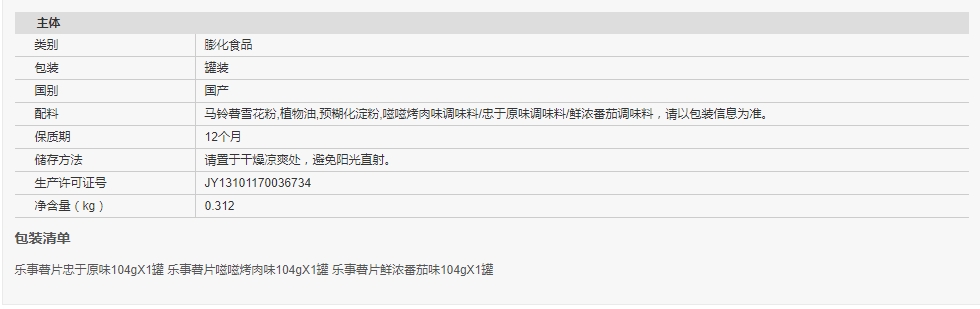 主体
类别 膨化食品
包装 罐装
国别 国产
配料 马铃薯雪花粉,植物油,预糊化淀粉,嗞嗞烤肉味调味料/忠于原味调味料/鲜浓番茄调味料，请以包装信息为准。
保质期 12个月
储存方法 请置于干燥凉爽处，避免阳光直射。
生产许可证号 JY13101170036734
净含量（kg） 0.312
包装清单
乐事薯片忠于原味104gX1罐 乐事薯片嗞嗞烤肉味104gX1罐 乐事薯片鲜浓番茄味104gX1罐